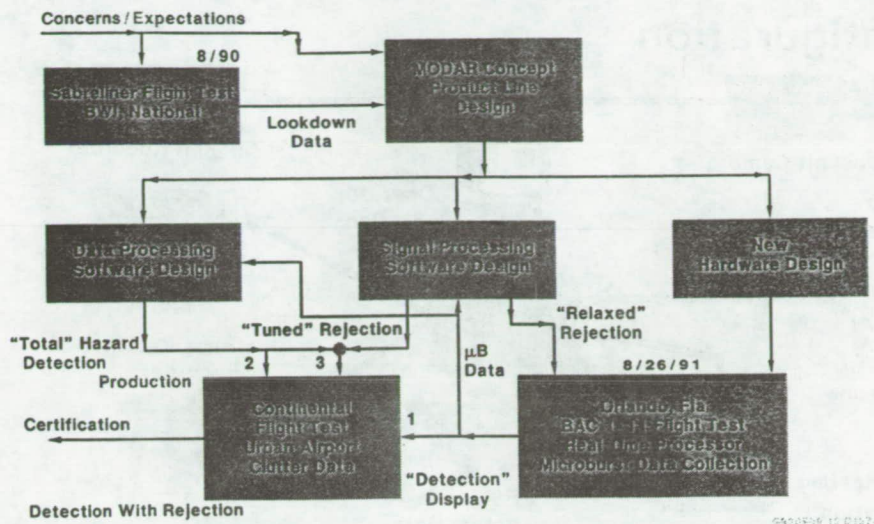 Concerns/Expectations
8/90
Sabreliner Flight Test
BWI, National
MODAR Concept
Product Line
Design
Lookdown
Data
Data Processing
Software Design
Signal Processing
Software Design
New
Hardware Design
"Total" Hazard
Detection
"Tuned" Rejection
"Relaxed"
Rejection
µB
Data
Production
2
3
8/26/91
Continental
Flight Test
Urban Airport
Clutter Data
1
Orlando, Fla
BAC 1-11 Flight Test
Real Time Processor
Microburst Data Collection
Certification
"Detection"
Display
Detection With Rejection